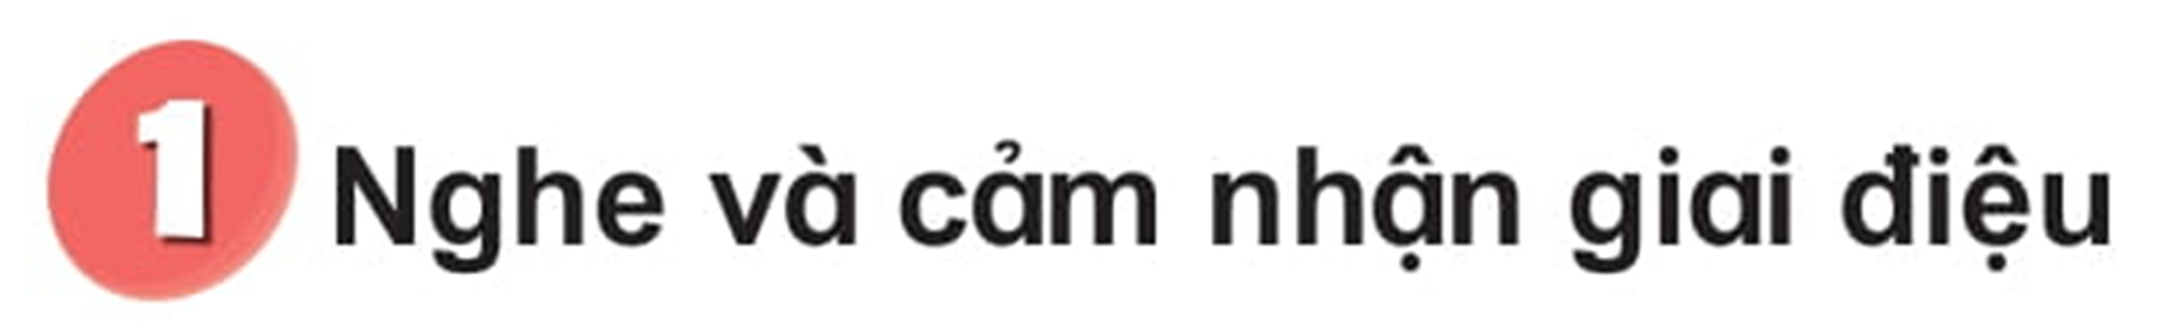 1 Nghe và cảm nhận giai điệu